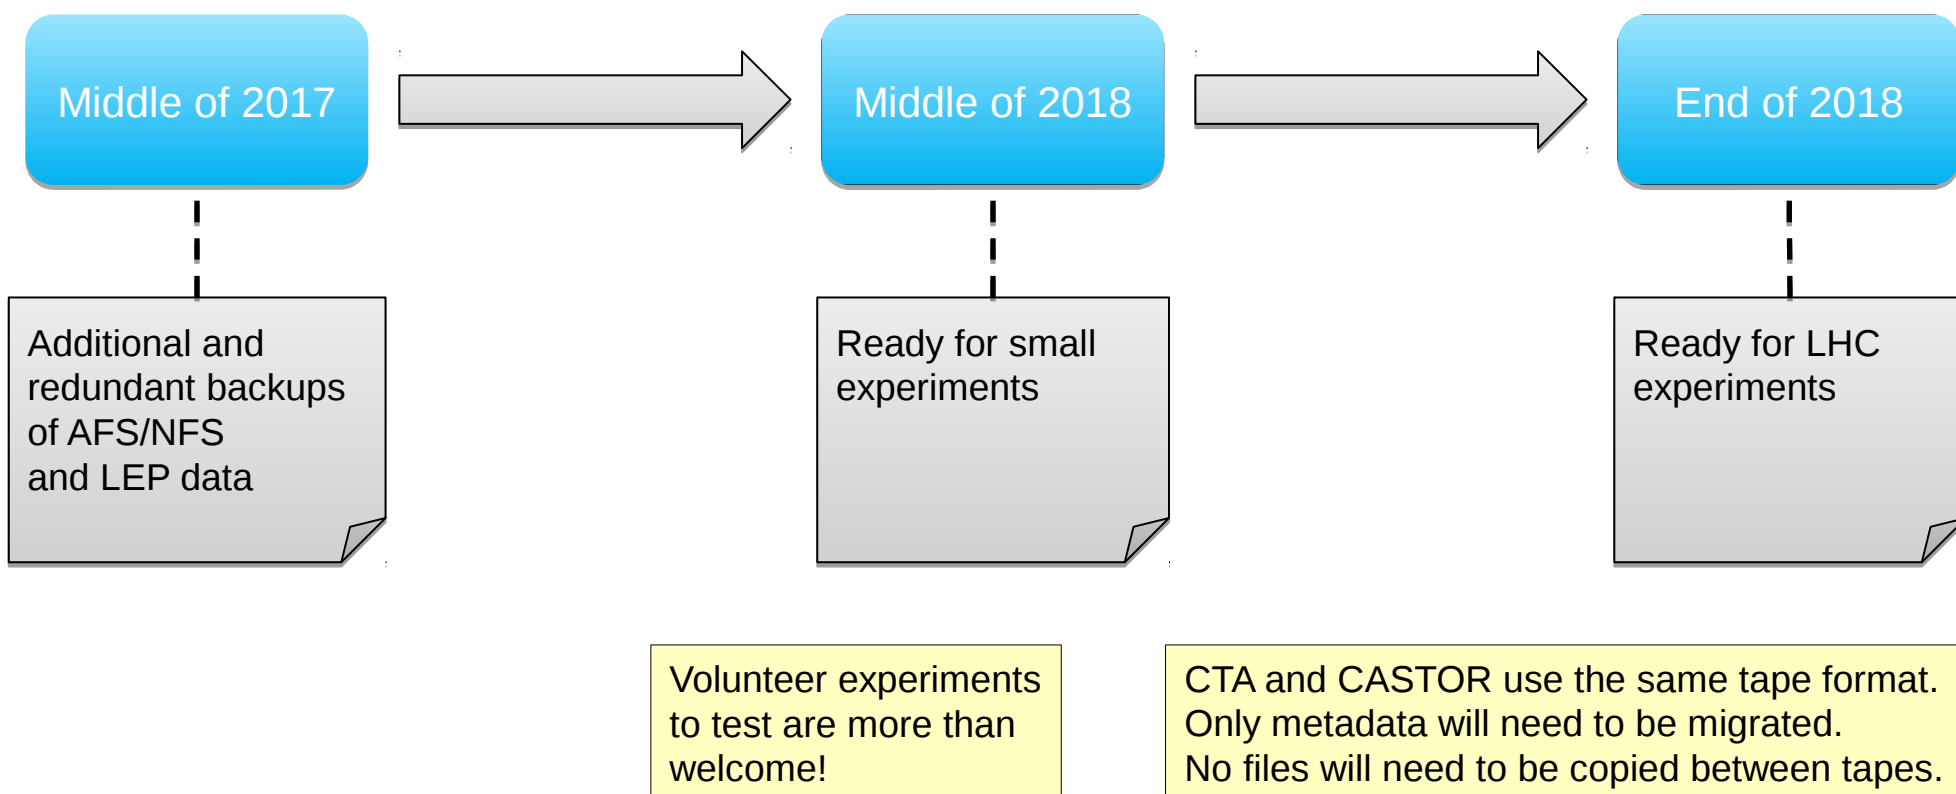 Middle of 2017
Middle of 2018
End of 2018
Additional and
redundant backups
of AFS/NFS
and LEP data
Ready for small
experiments
Ready for LHC
experiments
Volunteer experiments
to test are more than
welcome!
CTA and CASTOR use the same tape format.
Only metadata will need to be migrated.
No files will need to be copied between tapes.